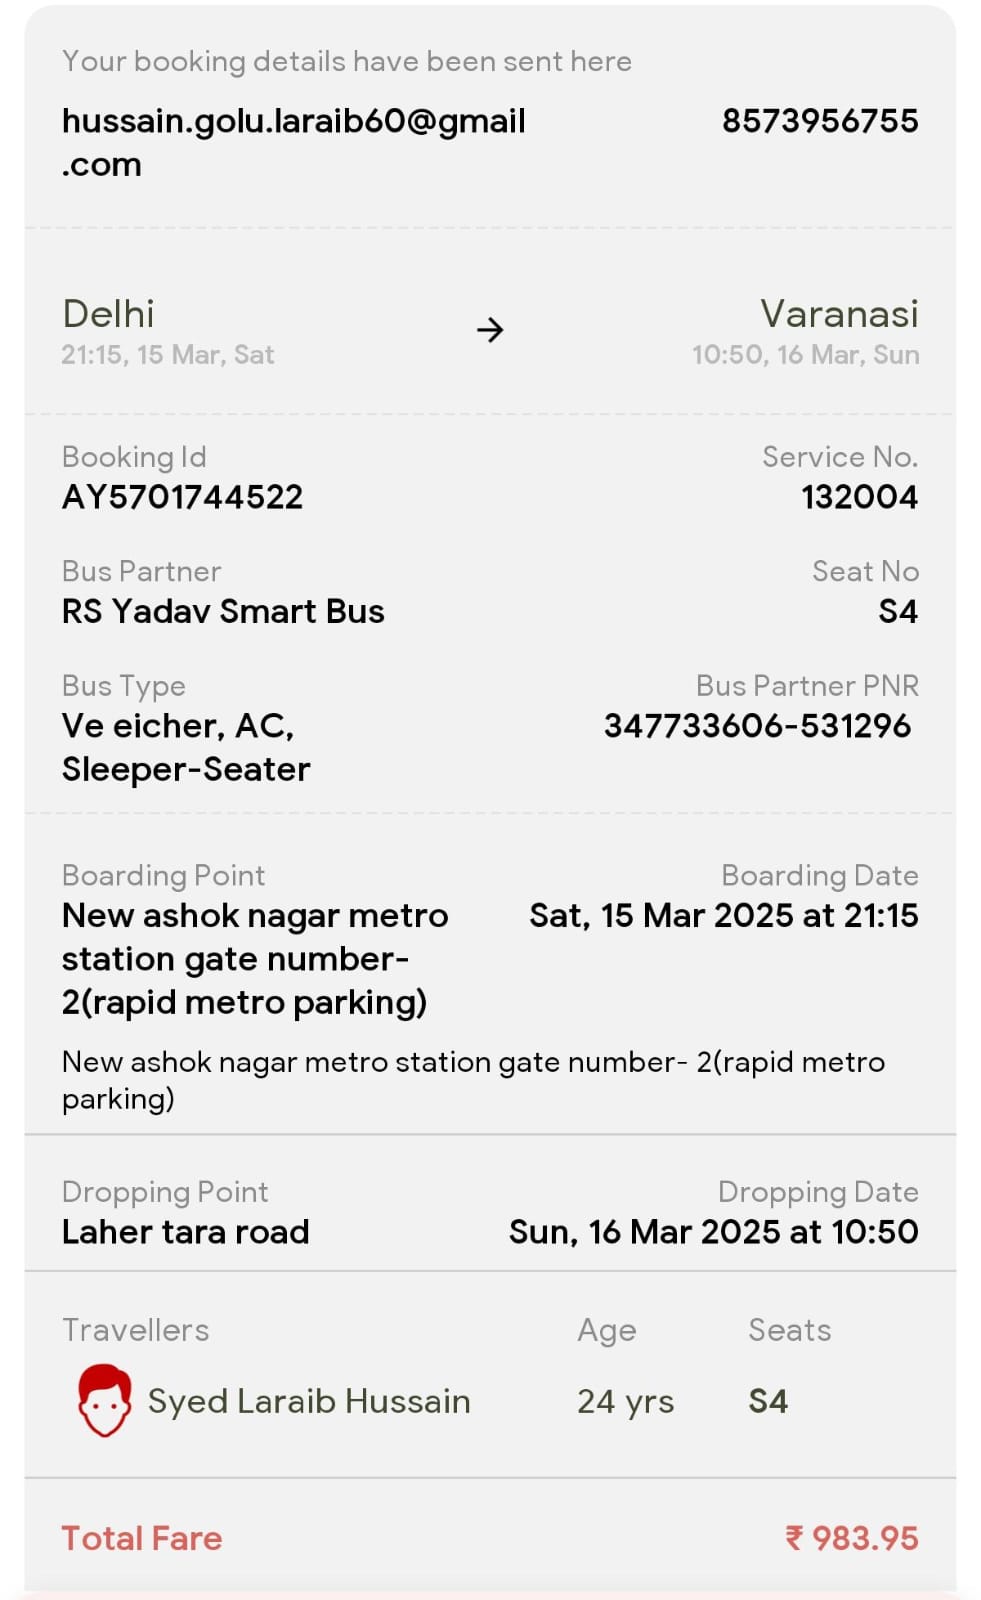 Your booking details have been sent here
hussain.golu.laraib60@gmail 8573956755
.com
Delhi → Varanasi
21:15, 15 Mar, Sat 10:50, 16 Mar, Sun
Booking Id Service No.
AY5701744522 132004
Bus Partner Seat No
RS Yadav Smart Bus S4
Bus Type Bus Partner PNR
Ve eicher, AC, 347733606-531296
Sleeper-Seater
Boarding Point Boarding Date
New ashok nagar metro Sat, 15 Mar 2025 at 21:15
station gate number-
2(rapid metro parking)
New ashok nagar metro station gate number- 2(rapid metro
parking)
Dropping Point Dropping Date
Laher tara road Sun, 16 Mar 2025 at 10:50
Travellers Age Seats
Syed Laraib Hussain 24 yrs S4
Total Fare ₹ 983.95